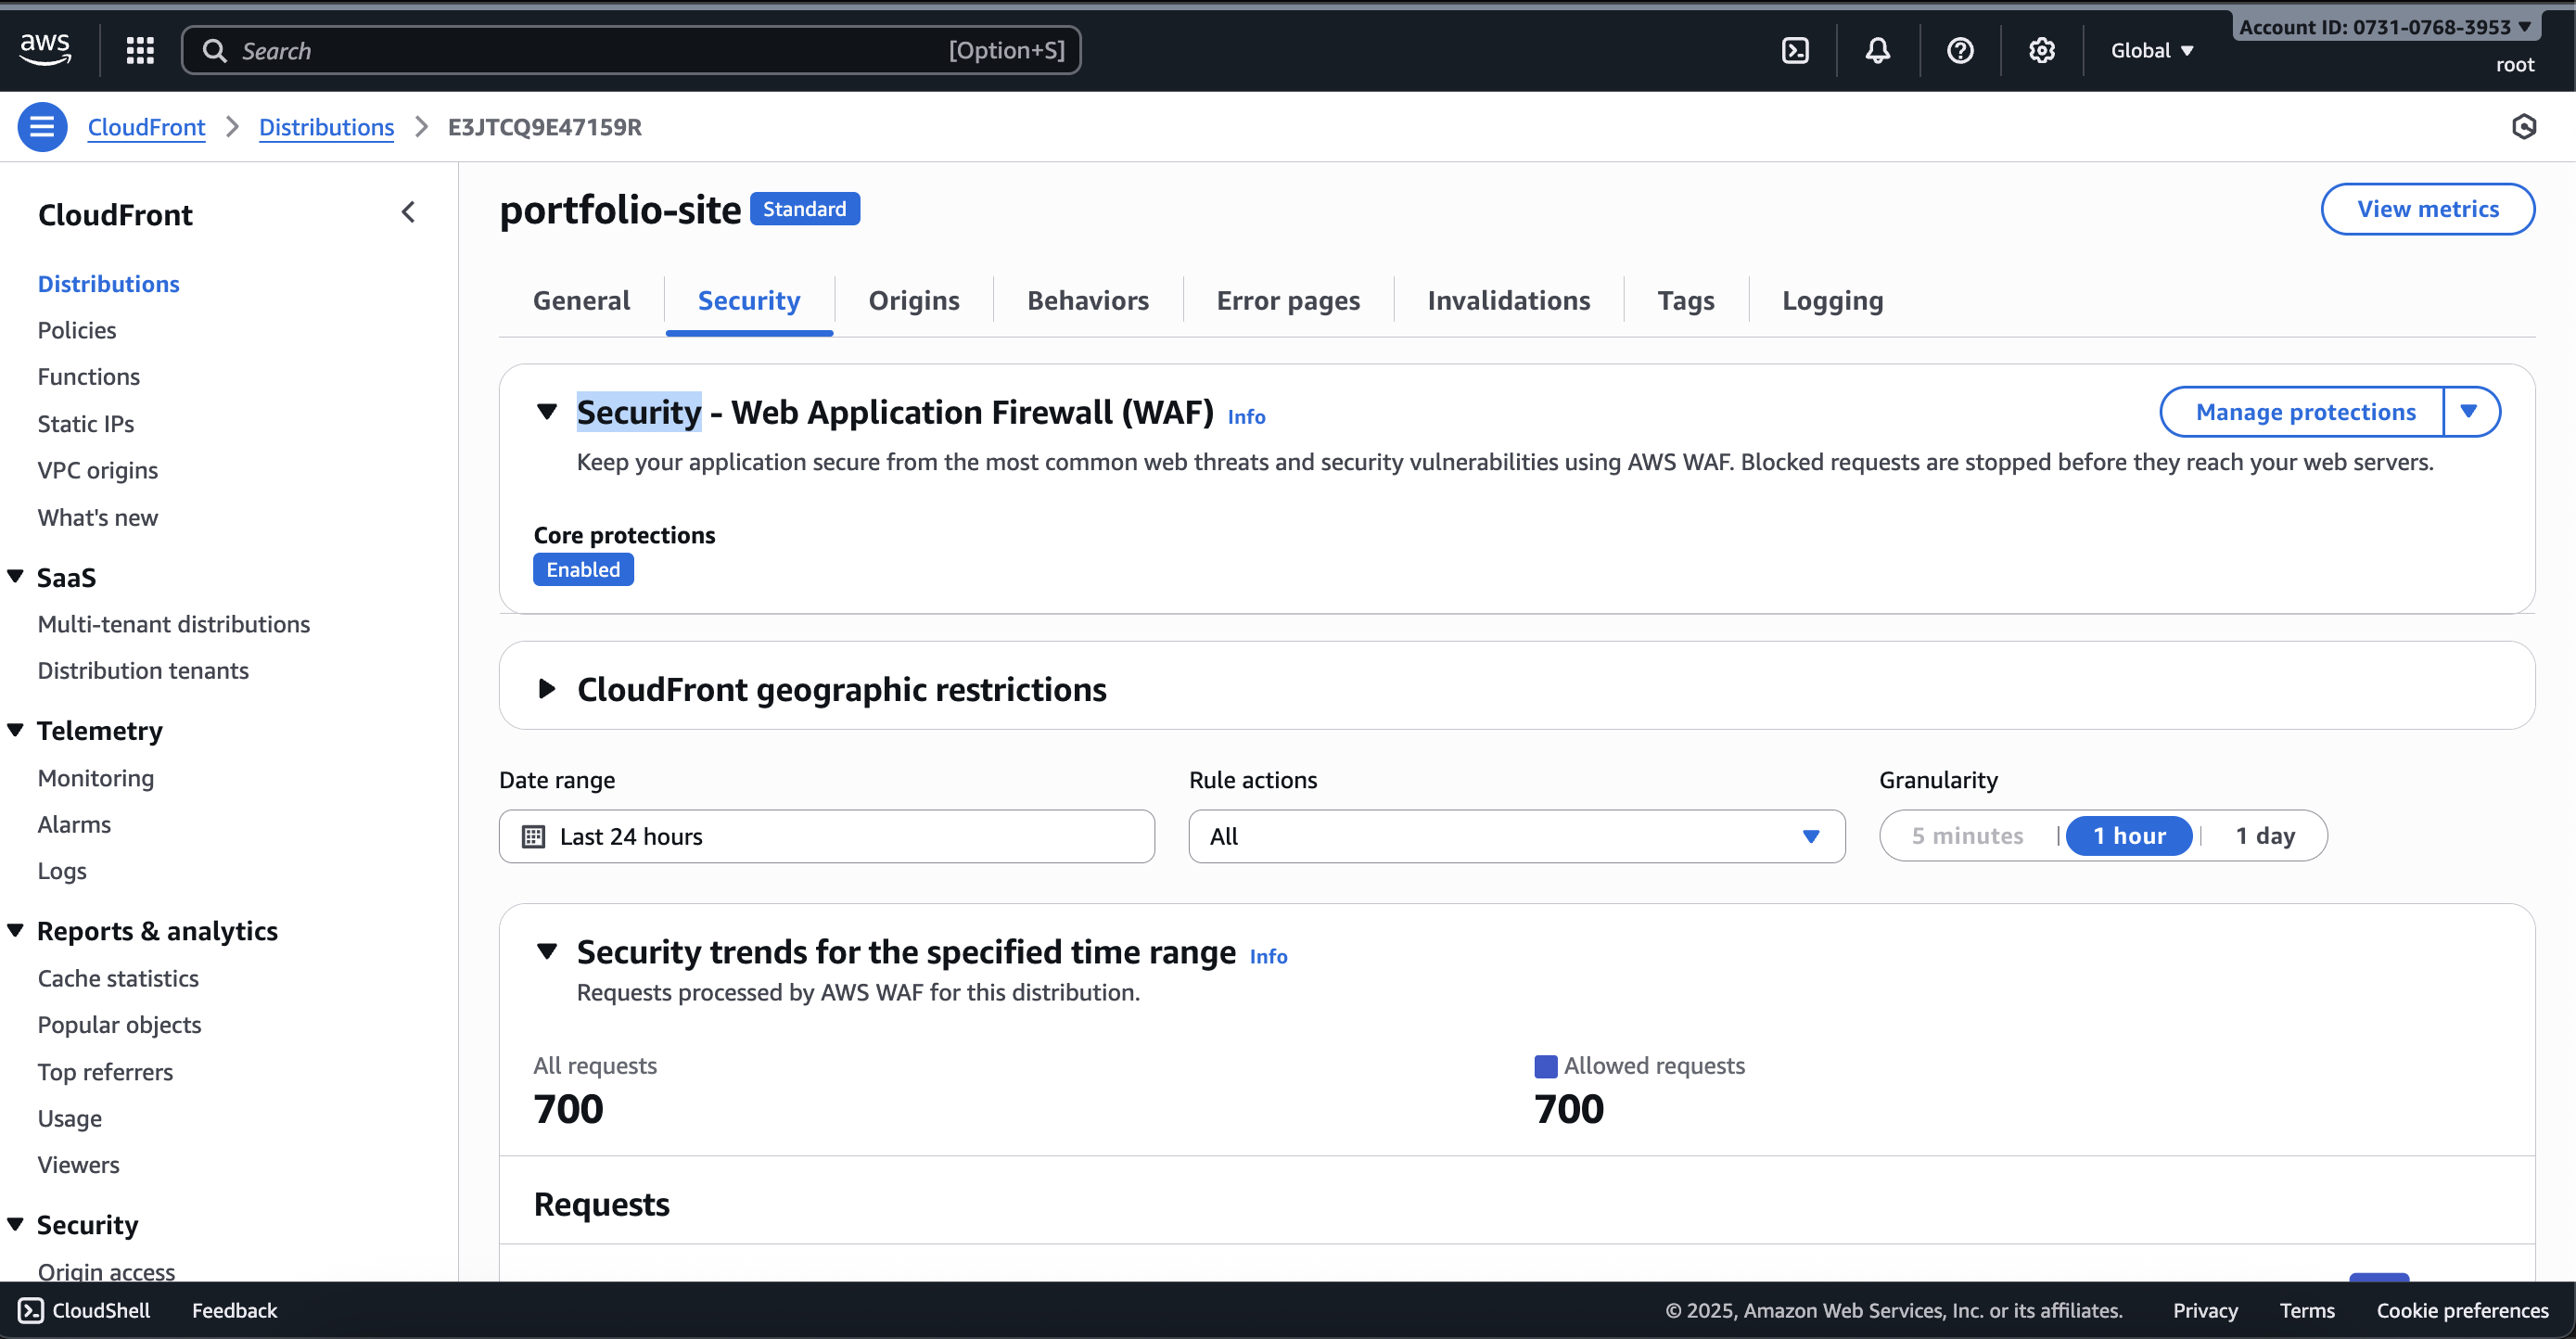 aws
Search [Option+S]
Global
Account ID: 0731-0768-3953
root
CloudFront Distributions E3JTCQ9E47159R
CloudFront
Distributions
Policies
Functions
Static IPs
VPC origins
What's new
SaaS
Multi-tenant distributions
Distribution tenants
Telemetry
Monitoring
Alarms
Logs
Reports & analytics
Cache statistics
Popular objects
Top referrers
Usage
Viewers
Security
Origin access
portfolio-site Standard
View metrics
General Security Origins Behaviors Error pages Invalidations Tags Logging
Security - Web Application Firewall (WAF) Info
Manage protections
Keep your application secure from the most common web threats and security vulnerabilities using AWS WAF. Blocked requests are stopped before they reach your web servers.
Core protections
Enabled
CloudFront geographic restrictions
Date range
Last 24 hours
Rule actions
All
Granularity
5 minutes 1 hour 1 day
Security trends for the specified time range Info
Requests processed by AWS WAF for this distribution.
All requests
700
Allowed requests
700
Requests
CloudShell Feedback
© 2025, Amazon Web Services, Inc. or its affiliates. Privacy Terms Cookie preferences